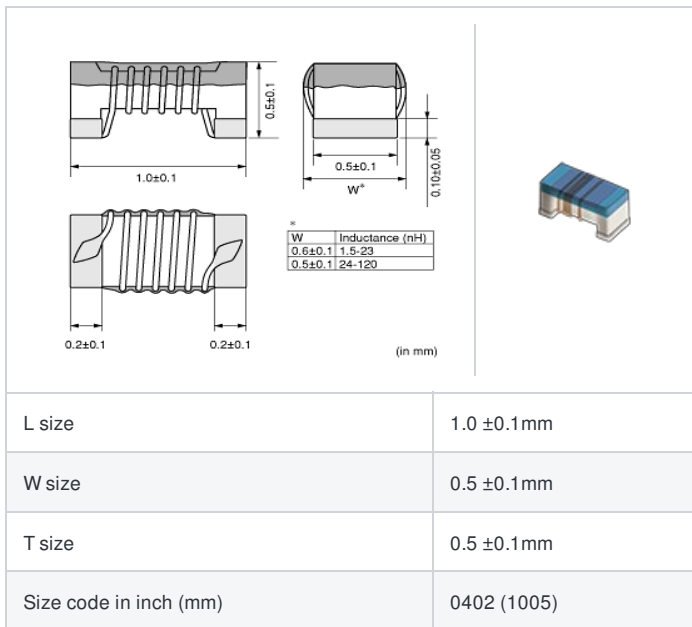 0.5±0.1
1.0±0.1
0.5±0.1
W*
0.10±0.05
*
W Inductance (nH)
0.6±0.1 1.5-23
0.5±0.1 24-120
0.2±0.1 0.2±0.1
(in mm)
L size 1.0 ±0.1mm
W size 0.5 ±0.1mm
T size 0.5 ±0.1mm
Size code in inch (mm) 0402 (1005)